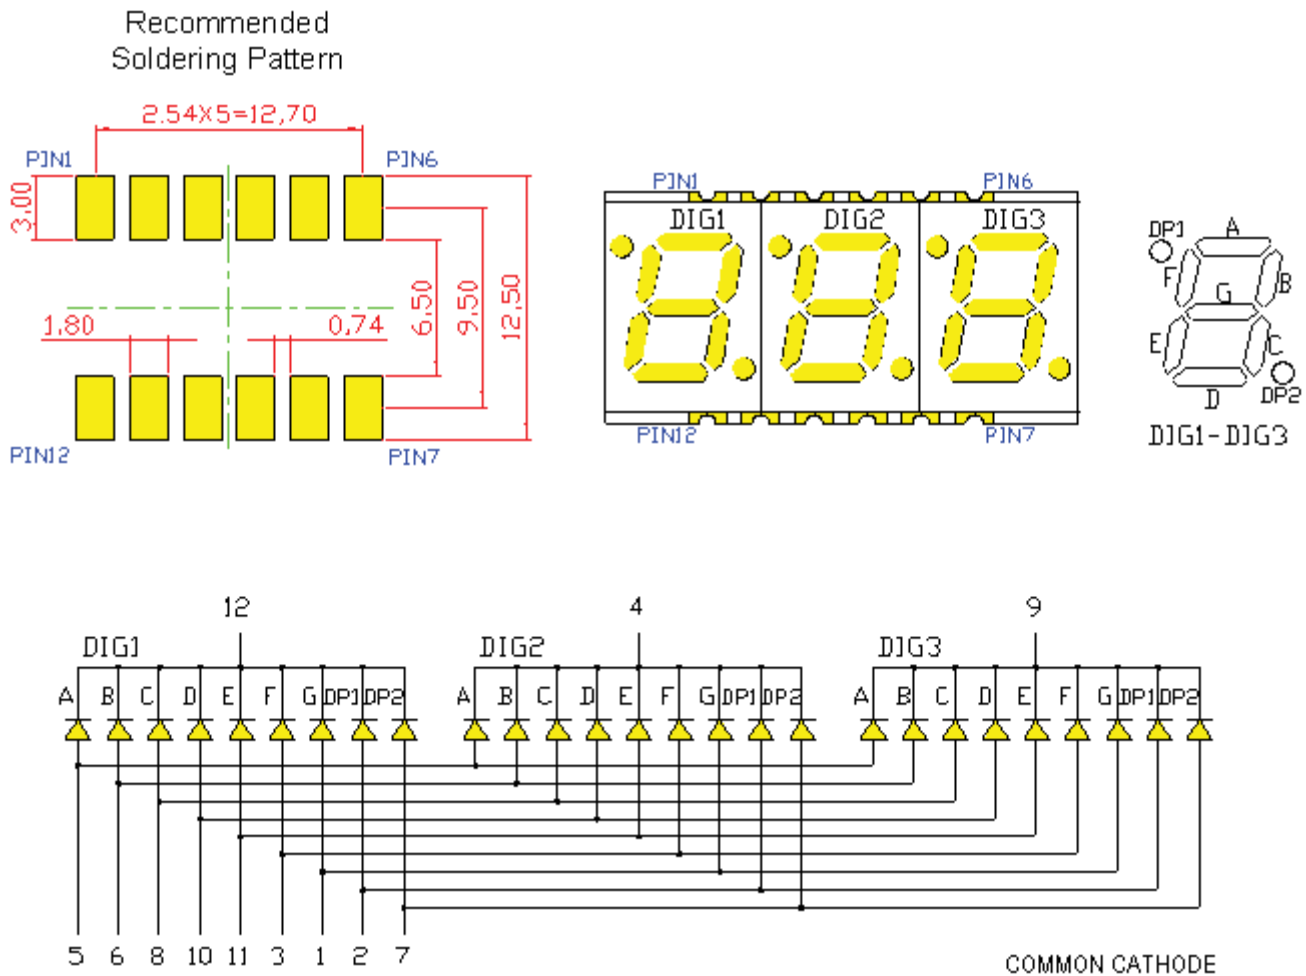 Recommended
Soldering Pattern
2.54X5=12,70
PIN1
PIN6
3.00
1.80
0.74
6.50
9.50
12.50
PIN12
PIN7
PIN1
PIN6
DIG1
DIG2
DIG3
PIN12
PIN7
DP1
A
F
B
G
E
C
D
DP2
DIG1-DIG3
12
4
9
DIG1
DIG2
DIG3
A B C D E F G DP1 DP2
A B C D E F G DP1 DP2
A B C D E F G DP1 DP2
5 6 8 10 11 3 1 2 7
COMMON CATHODE